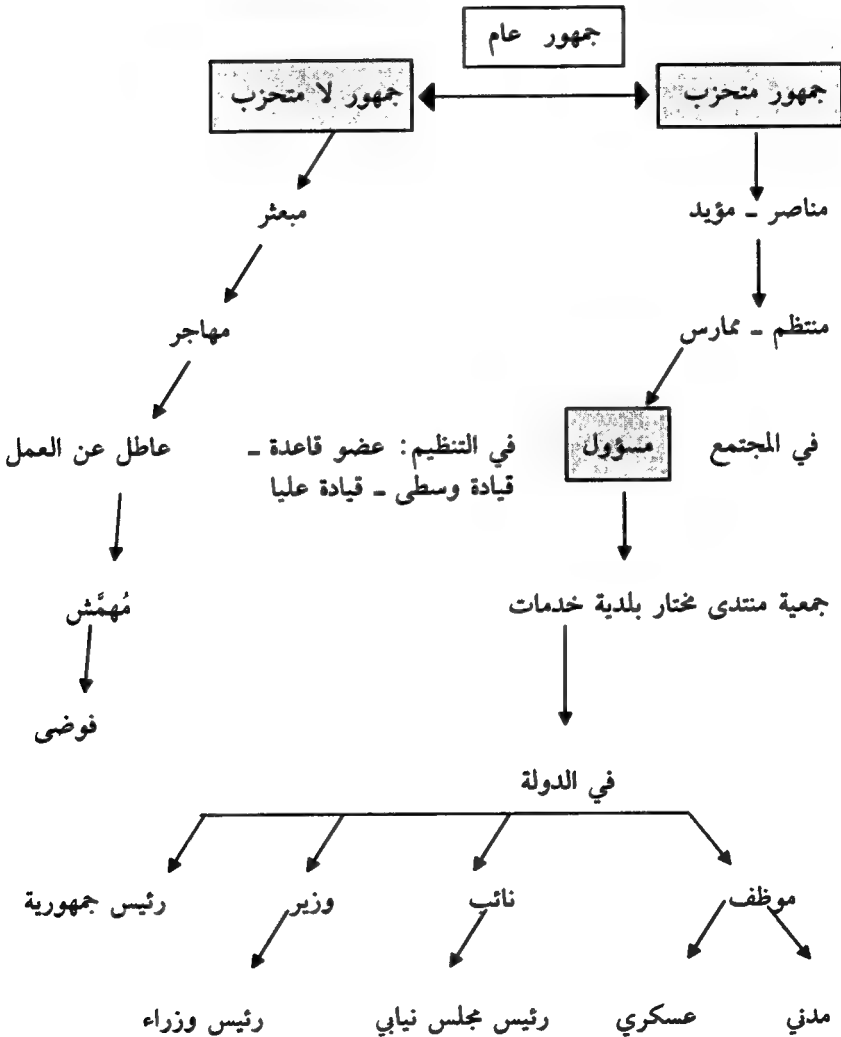 جمهور عام
جمهور متحزب
جمهور لا متحزب
مناصر ـ مؤيد
مبعثر
منتظم ـ ممارس
مهاجر
في المجتمع
مسؤول
في التنظيم: عضو قاعدة ـ
قيادة وسطى ـ قيادة عليا
عاطل عن العمل
جمعية منتدى مختار بلدية خدمات
مُهمَّش
فوضى
في الدولة
موظف
نائب
وزير
رئيس جمهورية
مدني
عسكري
رئيس مجلس نيابي
رئيس وزراء